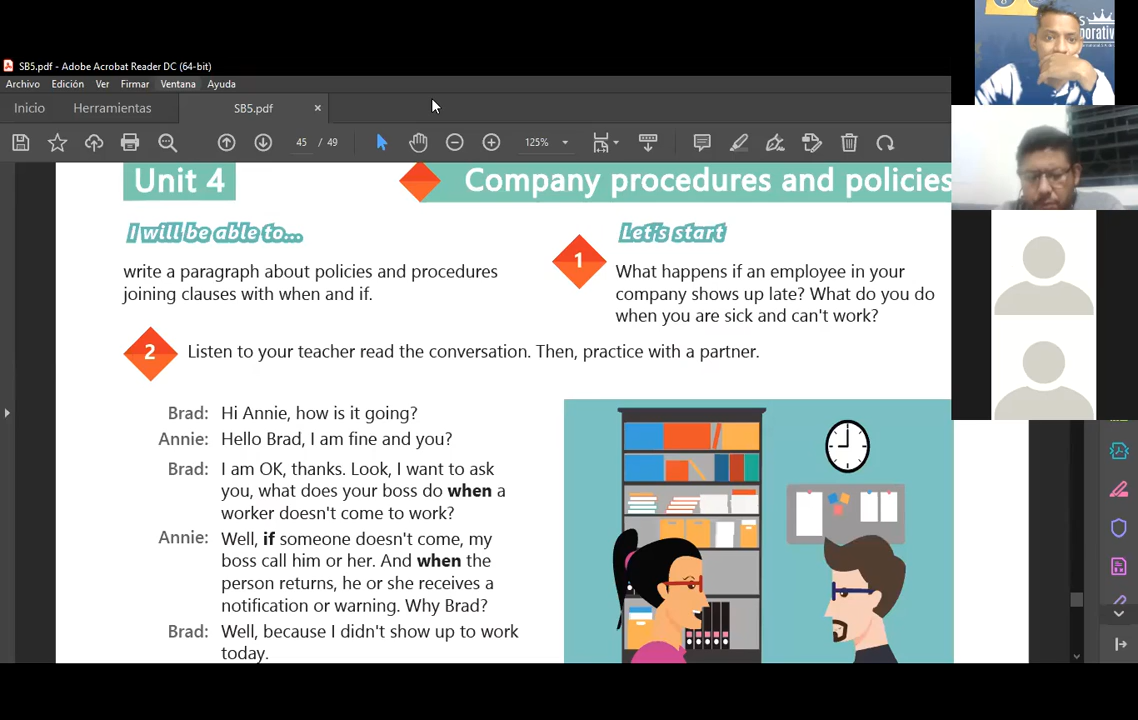 SB5.pdf - Adobe Acrobat Reader DC (64-bit)
Archivo Edición Ver Firmar Ventana Ayuda
Inicio Herramientas SB5.pdf ×
45 / 49 125%
Unit 4
Company procedures and policies
I will be able to...
write a paragraph about policies and procedures
joining clauses with when and if.
Let's start
1
What happens if an employee in your
company shows up late? What do you do
when you are sick and can't work?
2
Listen to your teacher read the conversation. Then, practice with a partner.
Brad: Hi Annie, how is it going?
Annie: Hello Brad, I am fine and you?
Brad: I am OK, thanks. Look, I want to ask
you, what does your boss do when a
worker doesn't come to work?
Annie: Well, if someone doesn't come, my
boss call him or her. And when the
person returns, he or she receives a
notification or warning. Why Brad?
Brad: Well, because I didn't show up to work
today.